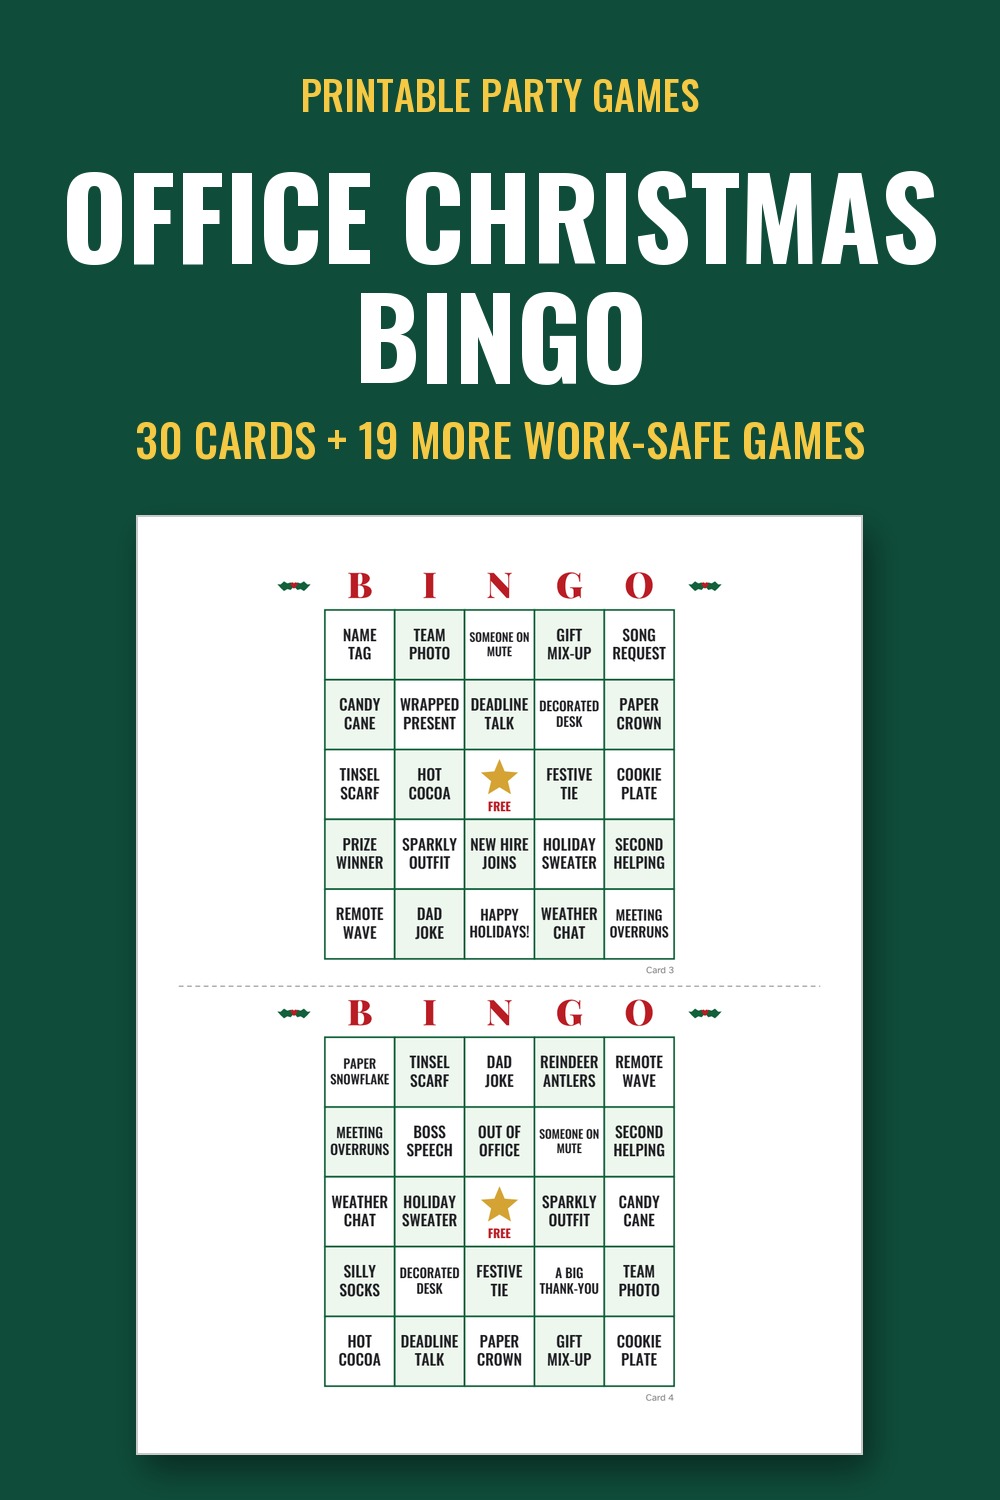 PRINTABLE PARTY GAMES
OFFICE CHRISTMAS
BINGO
30 CARDS + 19 MORE WORK-SAFE GAMES
B I N G O
NAME TAG
TEAM PHOTO
SOMEONE ON MUTE
GIFT MIX-UP
SONG REQUEST
CANDY CANE
WRAPPED PRESENT
DEADLINE TALK
DECORATED DESK
PAPER CROWN
TINSEL SCARF
HOT COCOA
FREE
FESTIVE TIE
COOKIE PLATE
PRIZE WINNER
SPARKLY OUTFIT
NEW HIRE JOINS
HOLIDAY SWEATER
SECOND HELPING
REMOTE WAVE
DAD JOKE
HAPPY HOLIDAYS!
WEATHER CHAT
MEETING OVERRUNS
Card 3
B I N G O
PAPER SNOWFLAKE
TINSEL SCARF
DAD JOKE
REINDEER ANTLERS
REMOTE WAVE
MEETING OVERRUNS
BOSS SPEECH
OUT OF OFFICE
SOMEONE ON MUTE
SECOND HELPING
WEATHER CHAT
HOLIDAY SWEATER
FREE
SPARKLY OUTFIT
CANDY CANE
SILLY SOCKS
DECORATED DESK
FESTIVE TIE
A BIG THANK-YOU
TEAM PHOTO
HOT COCOA
DEADLINE TALK
PAPER CROWN
GIFT MIX-UP
COOKIE PLATE
Card 4